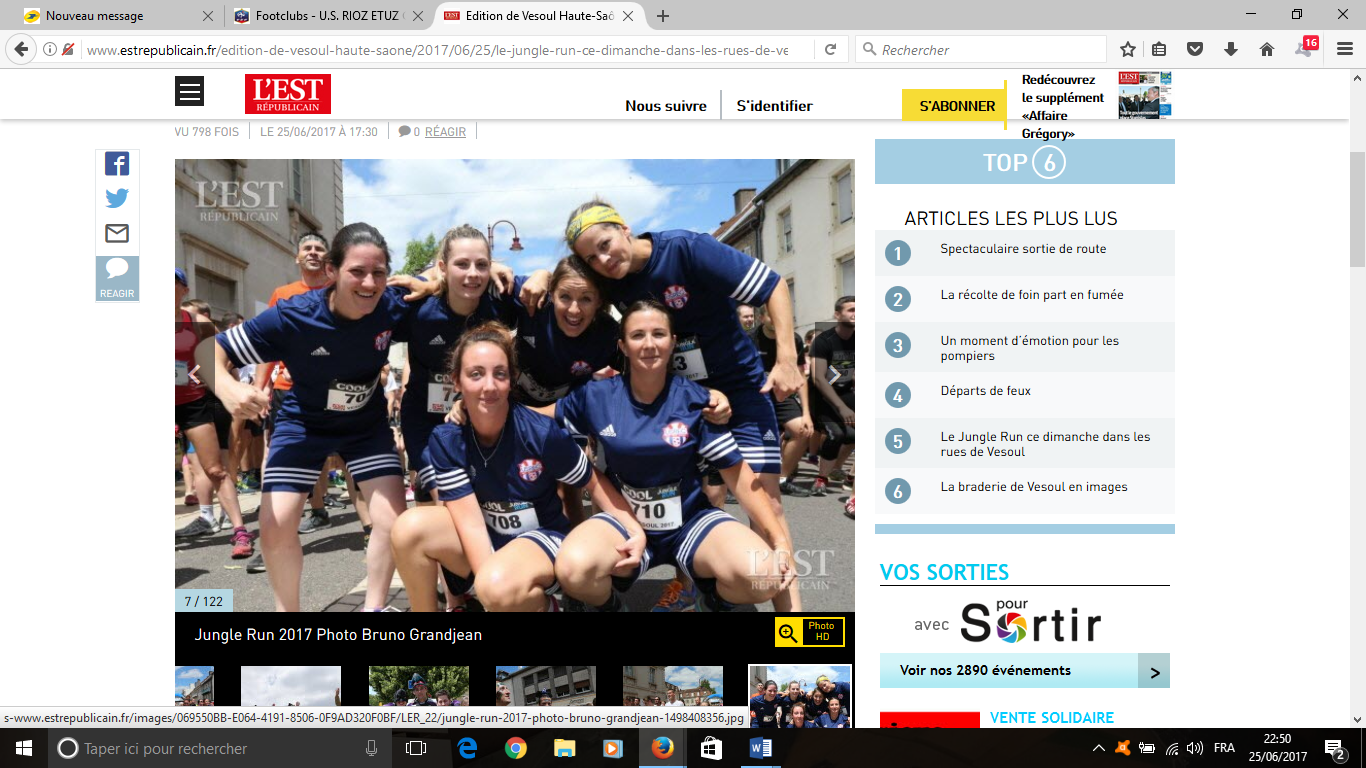 Nouveau message
Footclubs - U.S. RIOZ ETUZ
Edition de Vesoul Haute-Saô
www.estrepublicain.fr/edition-de-vesoul-haute-saone/2017/06/25/le-jungle-run-ce-dimanche-dans-les-rues-de-ve
Rechercher
16
L'EST
RÉPUBLICAIN
Nous suivre
S'identifier
S'ABONNER
Redécouvrez
le supplément
«Affaire
Grégory»
VU 798 FOIS
LE 25/06/2017 À 17:30
0 RÉAGIR
REAGIR
L'EST
RÉPUBLICAIN
COOL
COOL
708
COOL
710
VESOUL 2017
L'EST
RÉPUBLICAIN
7 / 122
Jungle Run 2017 Photo Bruno Grandjean
Photo
HD
TOP 6
ARTICLES LES PLUS LUS
1 Spectaculaire sortie de route
2 La récolte de foin part en fumée
3 Un moment d'émotion pour les
pompiers
4 Départs de feux
5 Le Jungle Run ce dimanche dans les
rues de Vesoul
6 La braderie de Vesoul en images
VOS SORTIES
avec pour Sortir
Voir nos 2890 événements >
VENTE SOLIDAIRE
s-www.estrepublicain.fr/images/069550BB-E064-4191-8506-0F9AD320F0BF/LER_22/jungle-run-2017-photo-bruno-grandjean-1498408356.jpg
Taper ici pour rechercher
FRA
22:50
25/06/2017
2